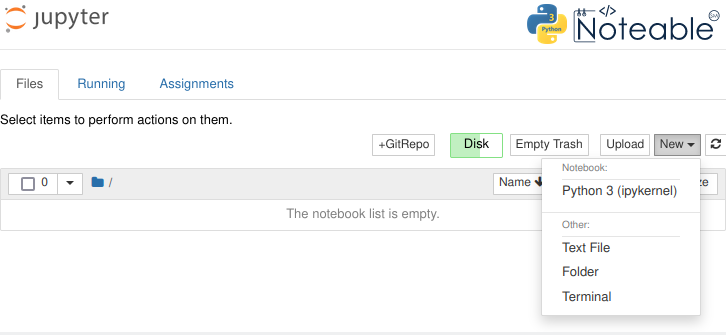 jupyter
3
Python
</>
Noteable
SM
Files
Running
Assignments
Select items to perform actions on them.
+GitRepo
Disk
Empty Trash
Upload
New
0
/
Name
ze
The notebook list is empty.
Notebook:
Python 3 (ipykernel)
Other:
Text File
Folder
Terminal